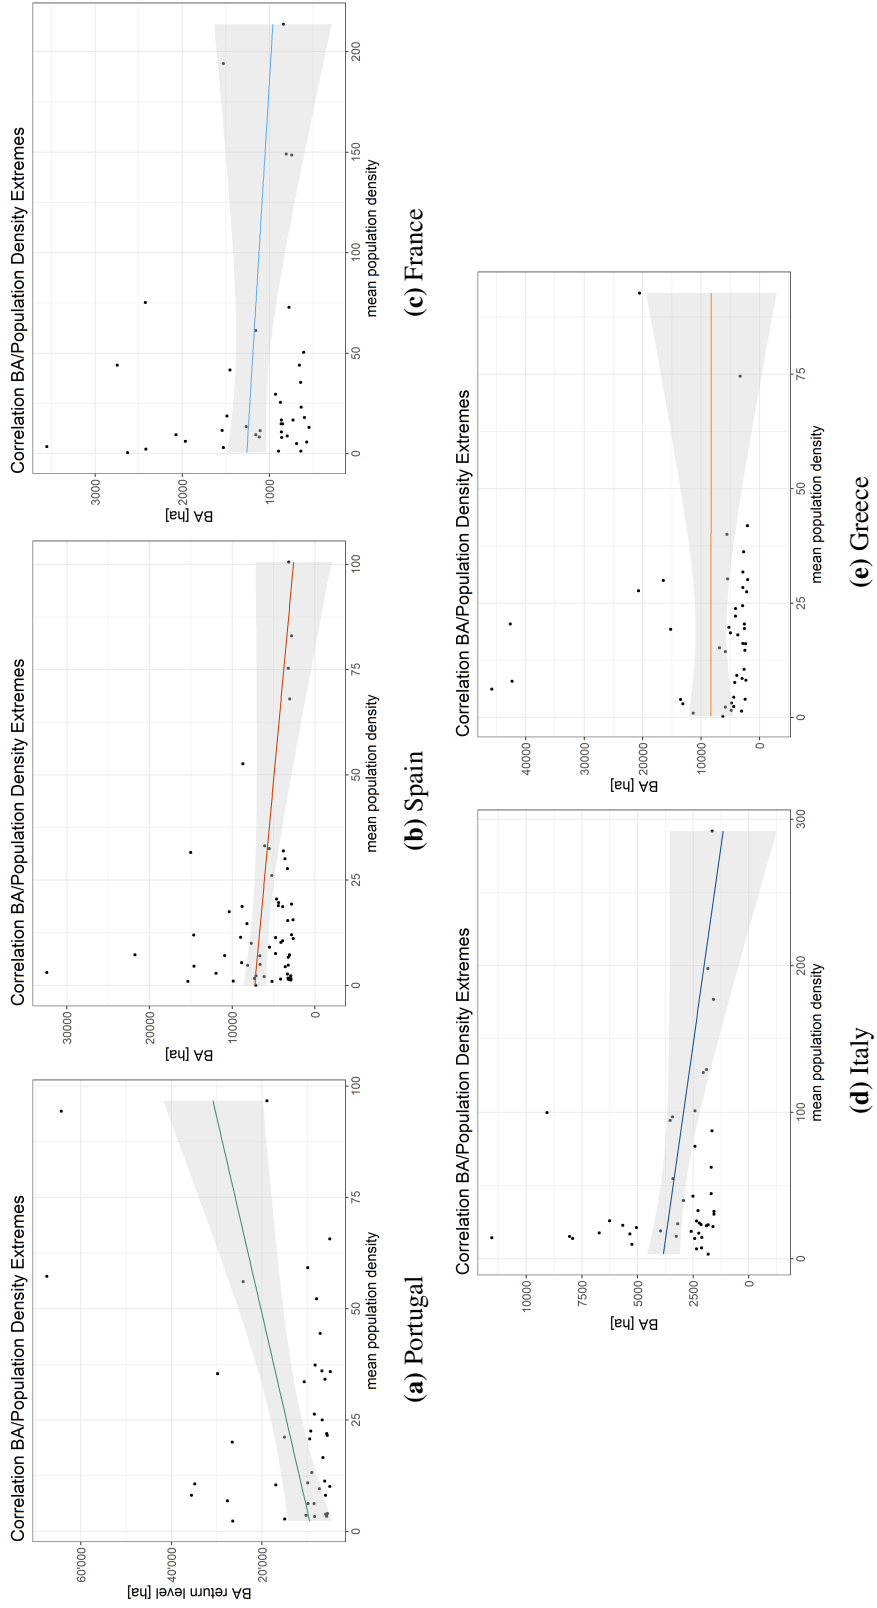 Correlation BA/Population Density Extremes
BA return level [ha]
60'000
40'000
20'000
0
25
50
75
100
mean population density
(a) Portugal
Correlation BA/Population Density Extremes
BA [ha]
30000
20000
10000
0
0
25
50
75
100
mean population density
(b) Spain
Correlation BA/Population Density Extremes
BA [ha]
3000
2000
1000
0
50
100
150
200
mean population density
(c) France
Correlation BA/Population Density Extremes
BA [ha]
10000
7500
5000
2500
0
0
100
200
300
mean population density
(d) Italy
Correlation BA/Population Density Extremes
BA [ha]
40000
30000
20000
10000
0
0
25
50
75
mean population density
(e) Greece